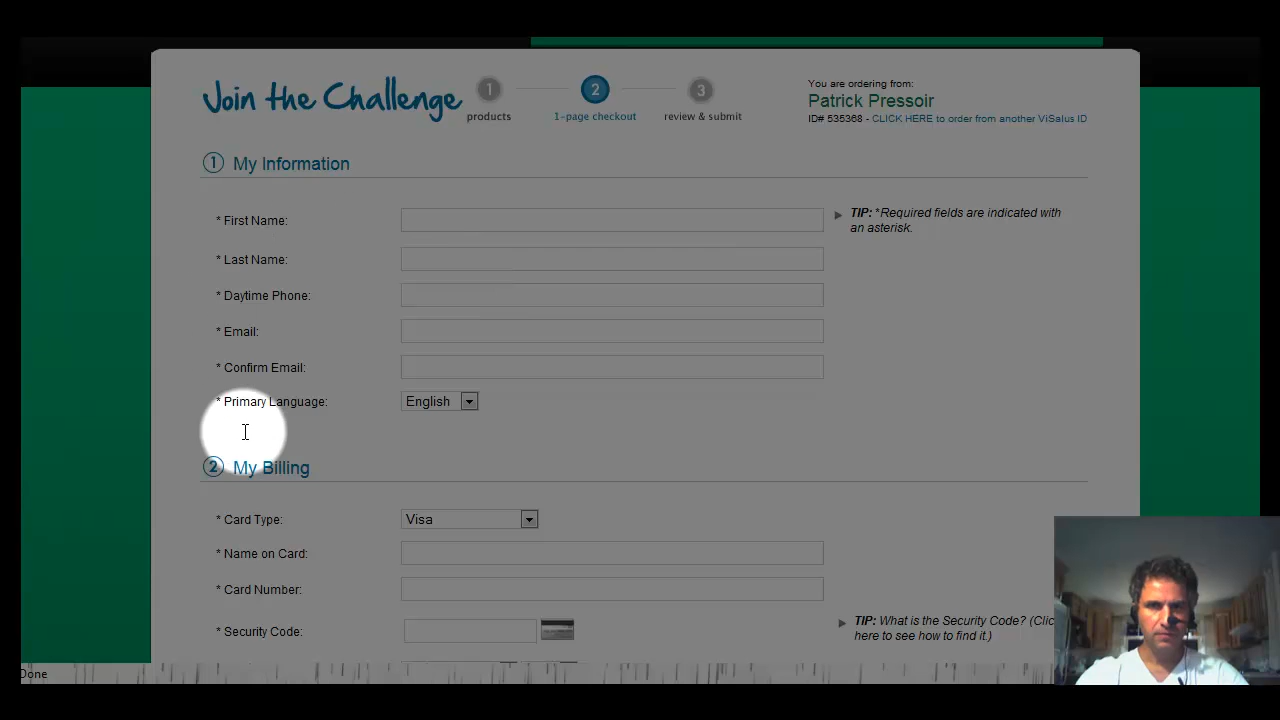 Join the Challenge
1
2
3
products
1-page checkout
review & submit
You are ordering from:
Patrick Pressoir
ID# 535368 - CLICK HERE to order from another ViSalus ID
1 My Information
* First Name:
TIP: *Required fields are indicated with
an asterisk.
* Last Name:
* Daytime Phone:
* Email:
* Confirm Email:
* Primary Language:
English
2 My Billing
* Card Type:
Visa
* Name on Card:
* Card Number:
* Security Code:
TIP: What is the Security Code? (Clic
here to see how to find it.)
Done